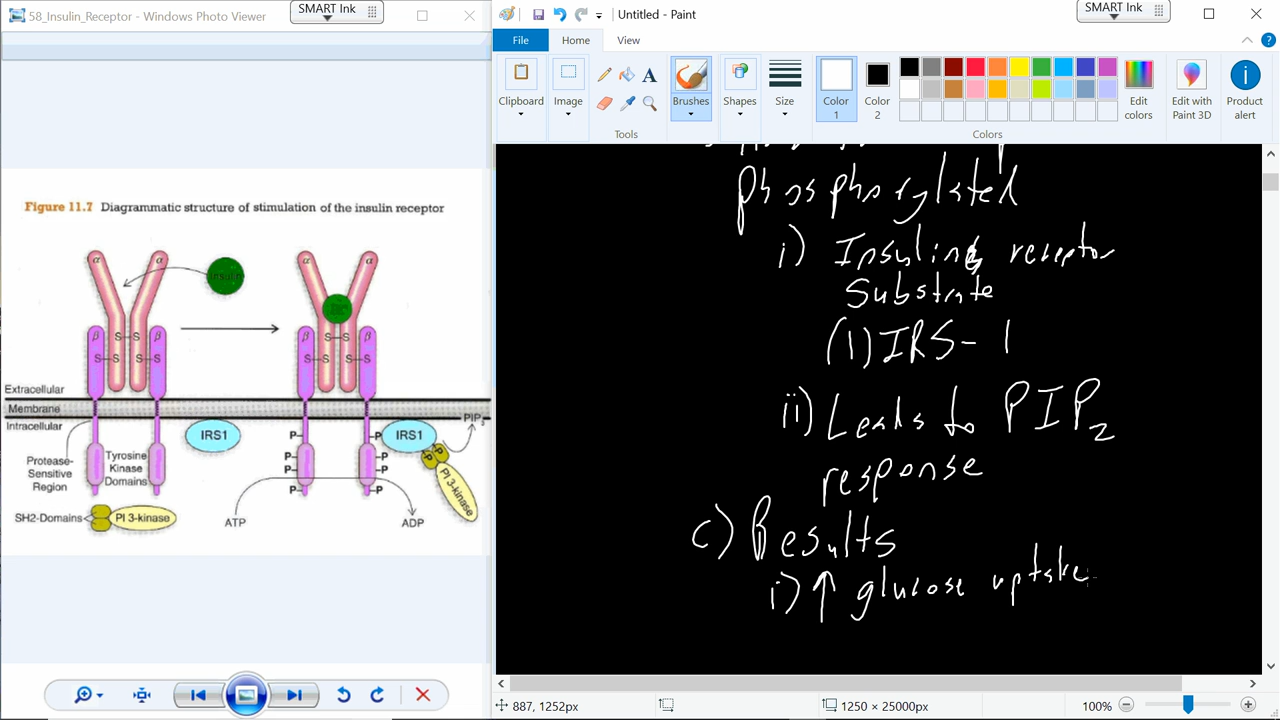 58_Insulin_Receptor - Windows Photo Viewer
SMART Ink
Figure 11.7 Diagrammatic structure of stimulation of the insulin receptor
α α
Insulin
α α
β β
β β
S-S
S-S S-S
S-S
S-S S-S
Extracellular
Membrane
Intracellular
PIP3
IRS1
P- -P IRS1
P
P
Protease-
Sensitive
Region
Tyrosine
Kinase
Domains
P- -P
P- -P
P- -P
PI 3-kinase
SH2-Domains
PI 3-kinase
ATP
ADP
Untitled - Paint
SMART Ink
File
Home
View
Clipboard
Image
Tools
Brushes
Shapes
Size
Color
1
Color
2
Colors
Edit
colors
Edit with
Paint 3D
Product
alert
phosphorylated
i) Insulin receptor
Substrate
(1) IRS-1
ii) Leads to PIP2
response
c) Results
i) ↑ glucose uptake
887, 1252px
1250 × 25000px
100%